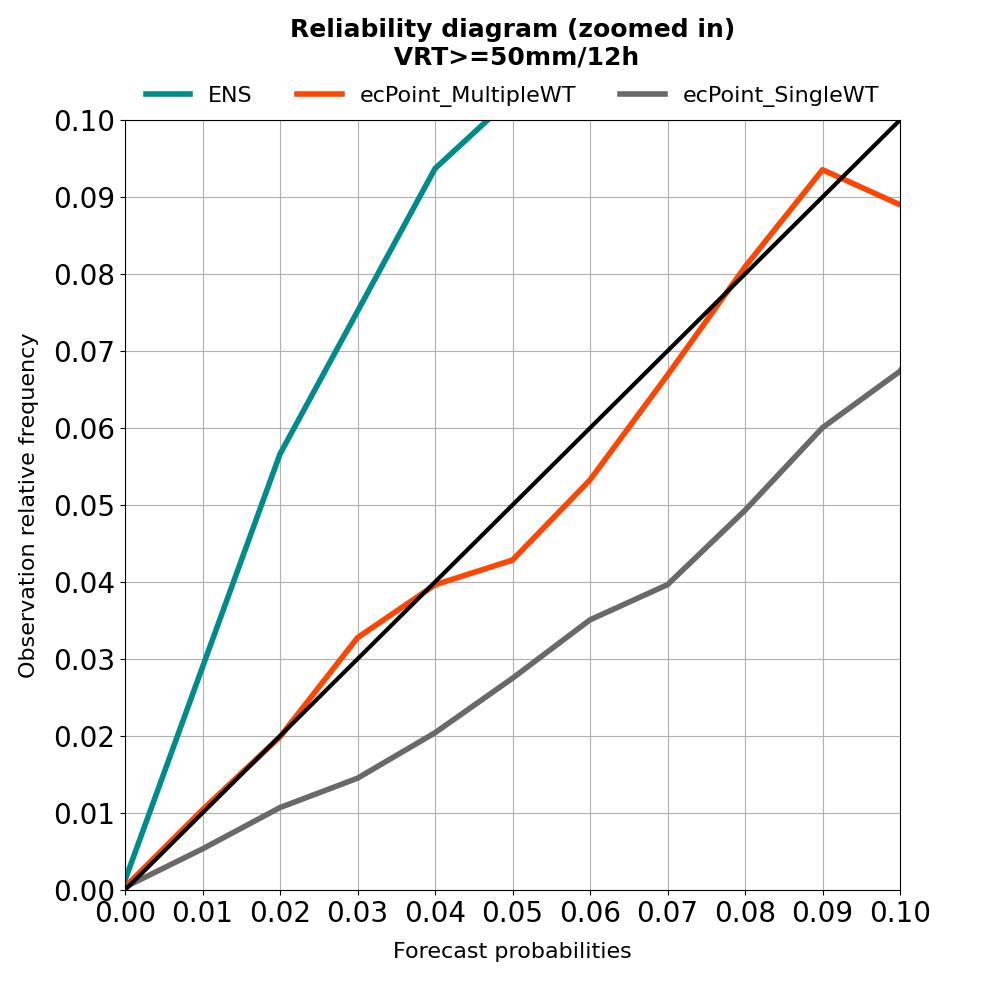 Reliability diagram (zoomed in)
VRT>=50mm/12h
ENS ecPoint_MultipleWT ecPoint_SingleWT
0.10
0.09
0.08
0.07
0.06
0.05
0.04
0.03
0.02
0.01
0.00
Observation relative frequency
0.00 0.01 0.02 0.03 0.04 0.05 0.06 0.07 0.08 0.09 0.10
Forecast probabilities